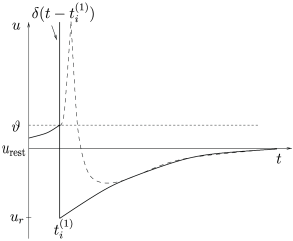 δ(t − t_i^{(1)})
u
ϑ
u_rest
t
u_r
t_i^{(1)}